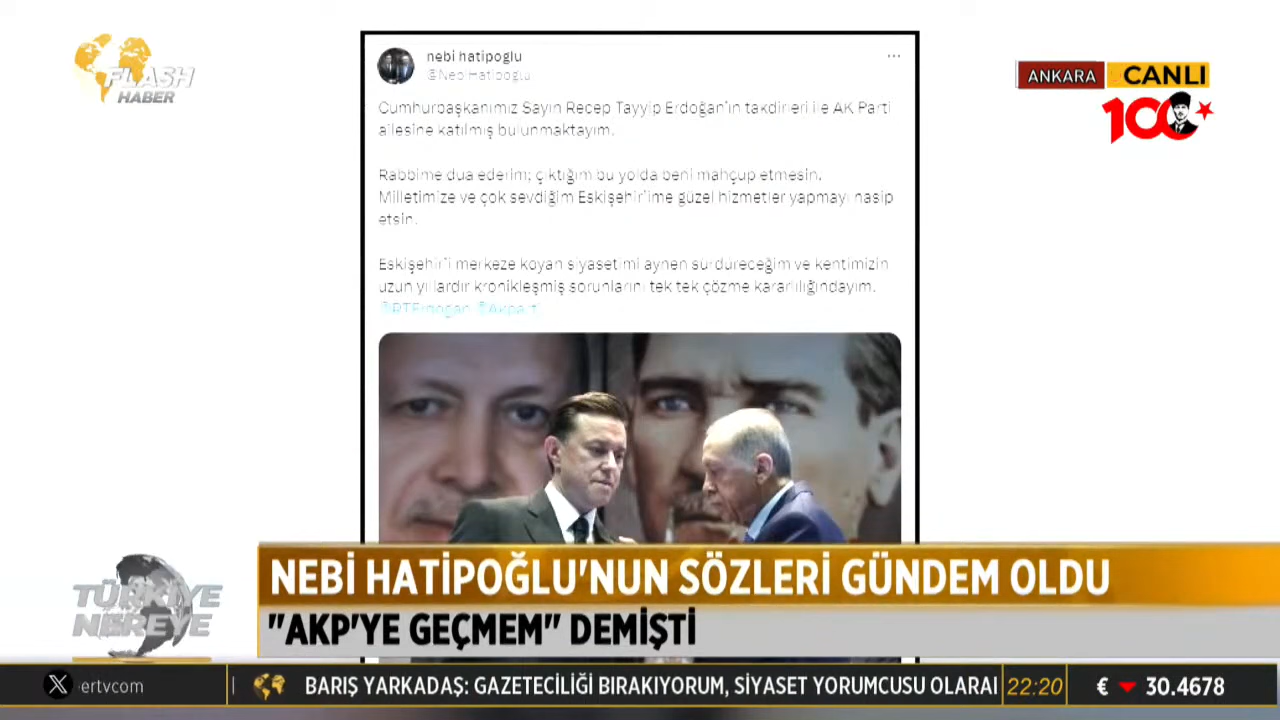 nebi hatipoglu
@NebiHatipoglu
Cumhurbaşkanımız Sayın Recep Tayyip Erdoğan'ın takdirleri ile AK Parti
ailesine katılmış bulunmaktayım.
Rabbime dua ederim; çıktığım bu yolda beni mahçup etmesin.
Milletimize ve çok sevdiğim Eskişehir'ime güzel hizmetler yapmayı nasip
etsin.
Eskişehir'i merkeze koyan siyasetimi aynen sürdüreceğim ve kentimizin
uzun yıllardır kronikleşmiş sorunlarını tek tek çözme kararlılığındayım.
@RTErdogan @Akparti
FLASH
HABER
ANKARA CANLI
100
NEBİ HATİPOĞLU'NUN SÖZLERİ GÜNDEM OLDU
"AKP'YE GEÇMEM" DEMİŞTİ
TÜRKİYE
NEREYE
X ertvcom
BARIŞ YARKADAŞ: GAZETECİLİĞİ BIRAKIYORUM, SİYASET YORUMCUSU OLARAI
22:20
€ 30.4678